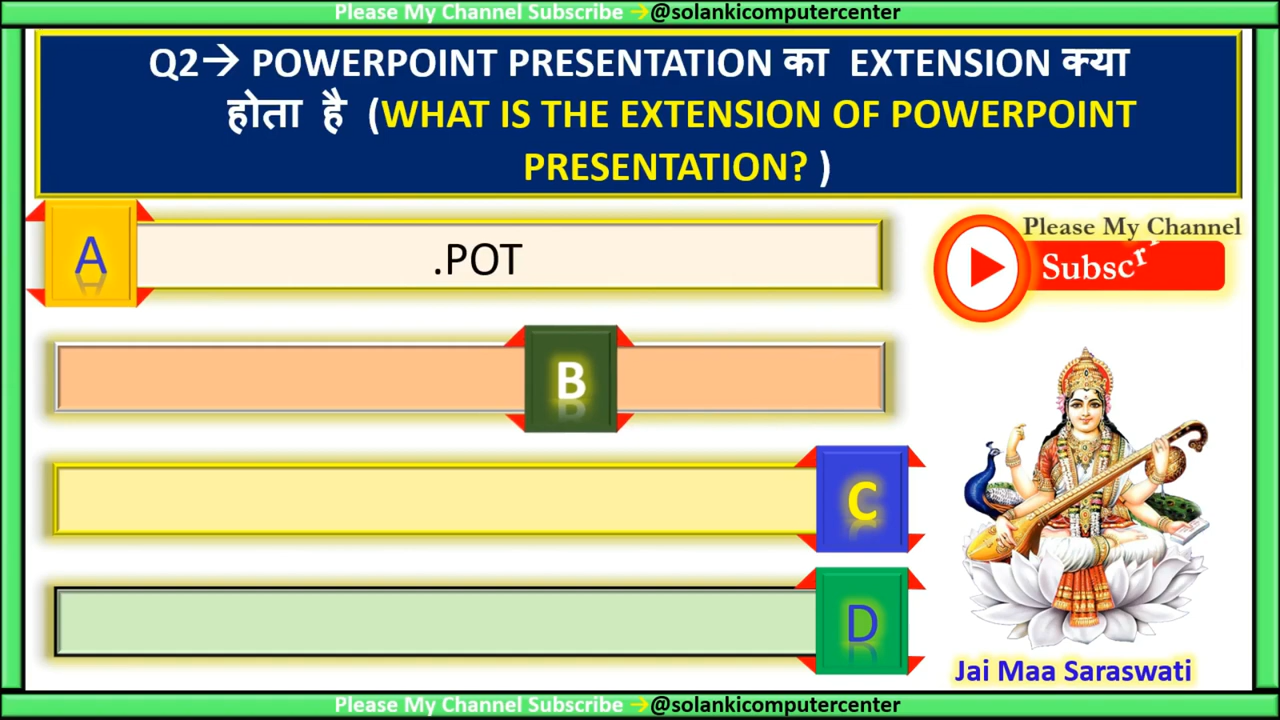 Please My Channel Subscribe →@solankicomputercenter
Q2→ POWERPOINT PRESENTATION का EXTENSION क्या
होता है (WHAT IS THE EXTENSION OF POWERPOINT
PRESENTATION? )
A
.POT
B
C
D
Please My Channel
Subscr
Jai Maa Saraswati
Please My Channel Subscribe →@solankicomputercenter